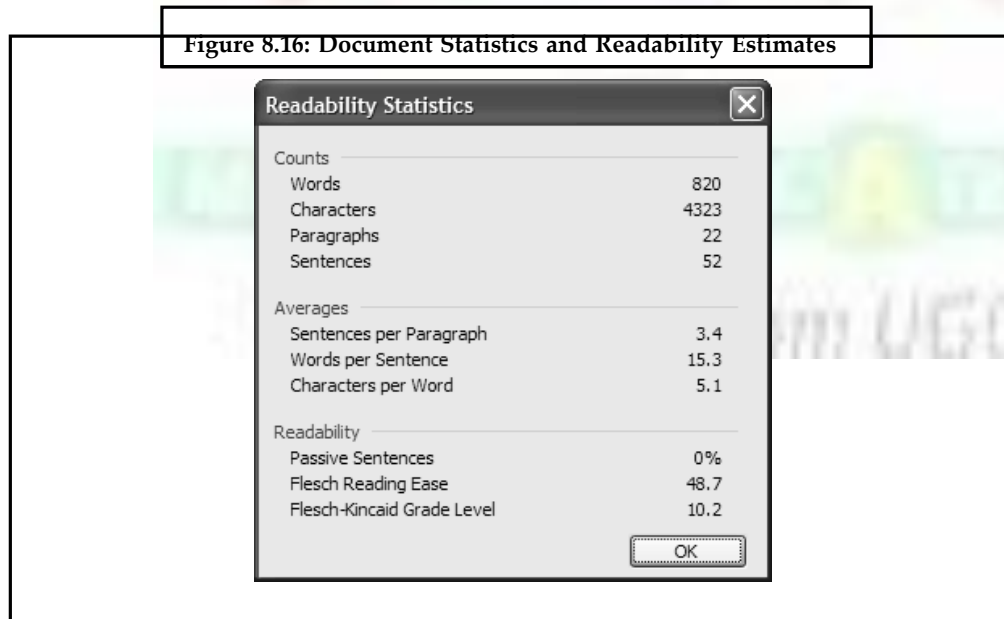 Figure 8.16: Document Statistics and Readability Estimates
Readability Statistics
Counts
Words 820
Characters 4323
Paragraphs 22
Sentences 52
Averages
Sentences per Paragraph 3.4
Words per Sentence 15.3
Characters per Word 5.1
Readability
Passive Sentences 0%
Flesch Reading Ease 48.7
Flesch-Kincaid Grade Level 10.2
OK